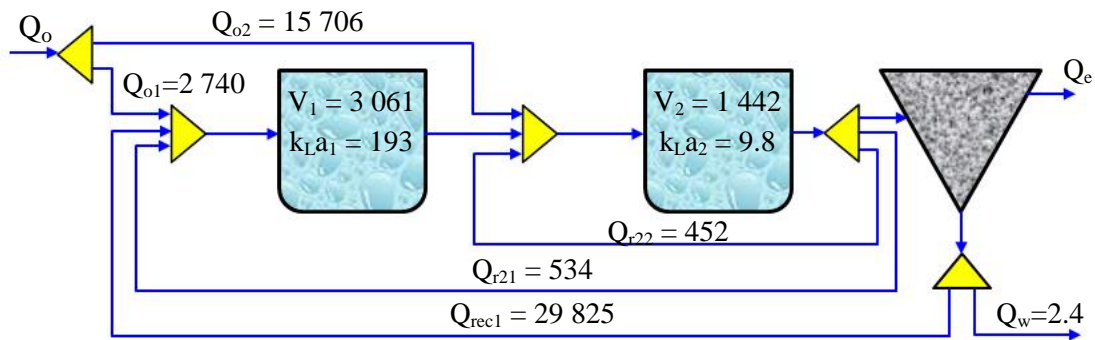 Qo
Qo2 = 15 706
Qe
Qo1=2 740
V1 = 3 061
kLa1 = 193
V2 = 1 442
kLa2 = 9.8
Qr22 = 452
Qr21 = 534
Qrec1 = 29 825
Qw=2.4